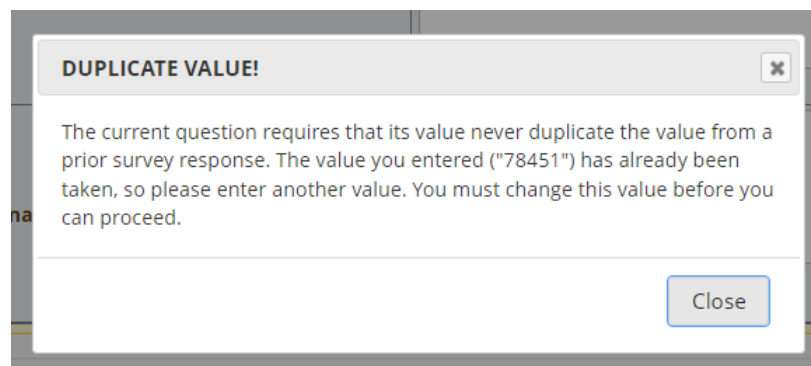 DUPLICATE VALUE!
The current question requires that its value never duplicate the value from a
prior survey response. The value you entered ("78451") has already been
taken, so please enter another value. You must change this value before you
na
can proceed.
Close